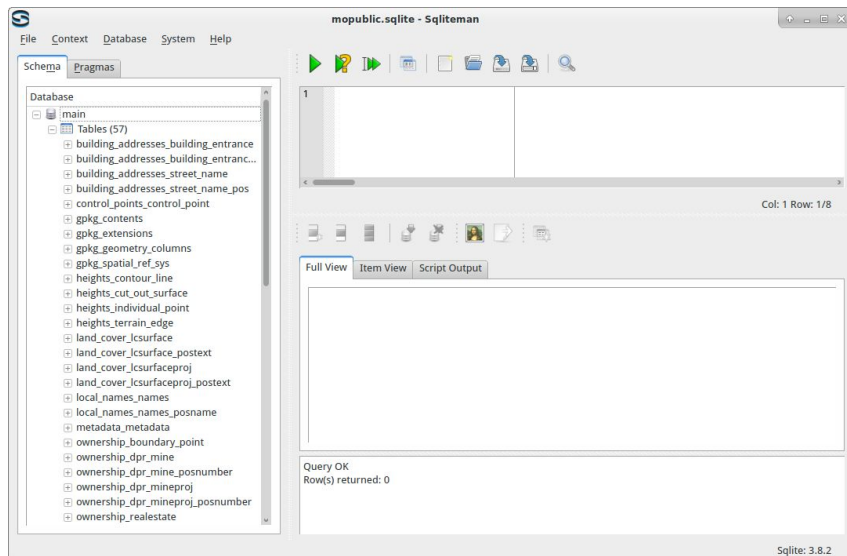 mopublic.sqlite - Sqliteman
File Context Database System Help
Schema Pragmas
Database
main
Tables (57)
building_addresses_building_entrance
building_addresses_building_entranc...
building_addresses_street_name
building_addresses_street_name_pos
control_points_control_point
gpkg_contents
gpkg_extensions
gpkg_geometry_columns
gpkg_spatial_ref_sys
heights_contour_line
heights_cut_out_surface
heights_individual_point
heights_terrain_edge
land_cover_lcsurface
land_cover_lcsurface_postext
land_cover_lcsurfaceproj
land_cover_lcsurfaceproj_postext
local_names_names
local_names_names_posname
metadata_metadata
ownership_boundary_point
ownership_dpr_mine
ownership_dpr_mine_posnumber
ownership_dpr_mineproj
ownership_dpr_mineproj_posnumber
ownership_realestate
1
Col: 1 Row: 1/8
Full View Item View Script Output
Query OK
Row(s) returned: 0
Sqlite: 3.8.2